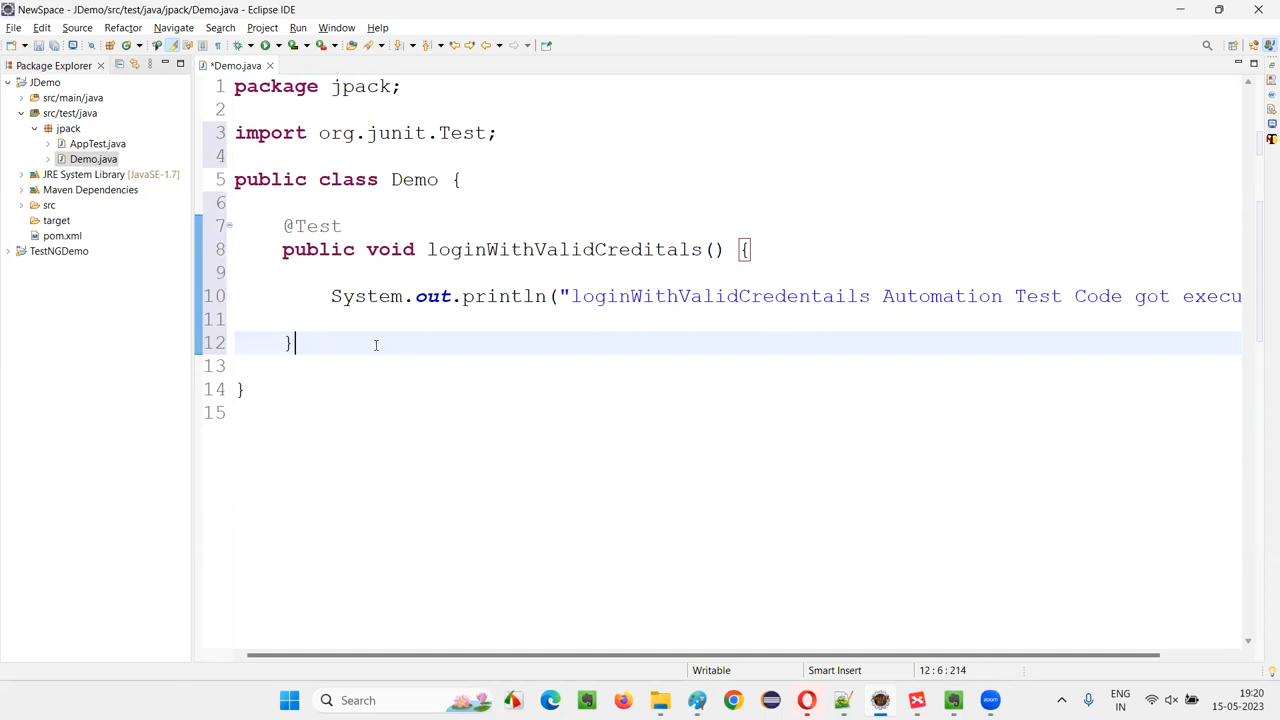 NewSpace - JDemo/src/test/java/jpack/Demo.java - Eclipse IDE
File Edit Source Refactor Navigate Search Project Run Window Help
Package Explorer
*Demo.java
JDemo
src/main/java
src/test/java
jpack
AppTest.java
Demo.java
JRE System Library [JavaSE-1.7]
Maven Dependencies
src
target
pom.xml
TestNGDemo
1 package jpack;
2
3 import org.junit.Test;
4
5 public class Demo {
6
7 @Test
8 public void loginWithValidCreditals() {
9
10 System.out.println("loginWithValidCredentails Automation Test Code got execu
11
12 }
13
14 }
15
Writable Smart Insert 12:6:214
Search
ENG
IN
19:20
15-05-2023